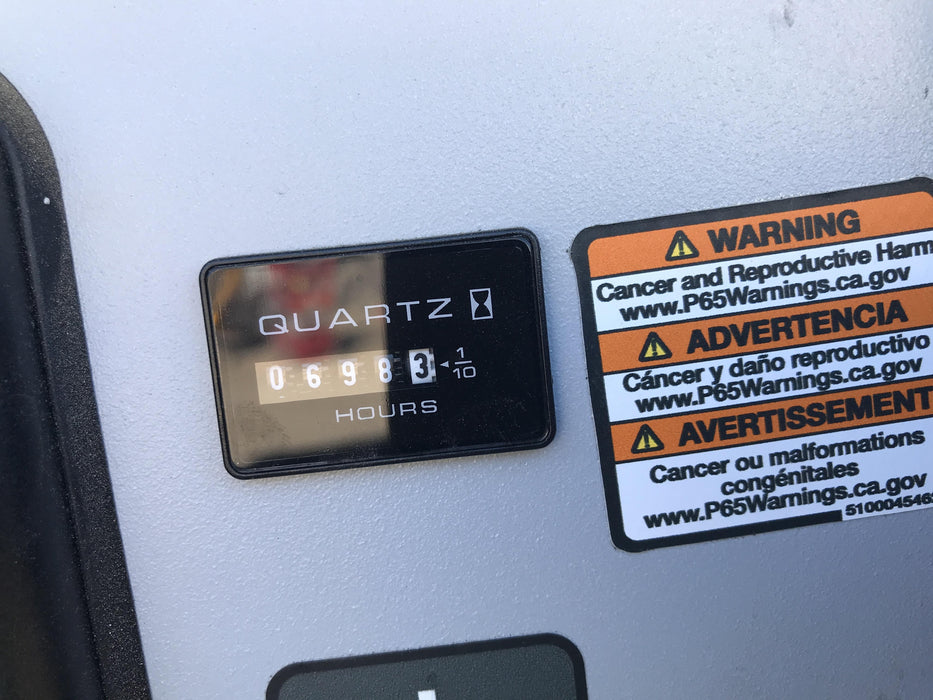 QUARTZ
06983 1/10
HOURS
WARNING
Cancer and Reproductive Harm
www.P65Warnings.ca.gov
ADVERTENCIA
Cáncer y daño reproductivo
www.P65Warnings.ca.gov
AVERTISSEMENT
Cancer ou malformations
congénitales
www.P65Warnings.ca.gov